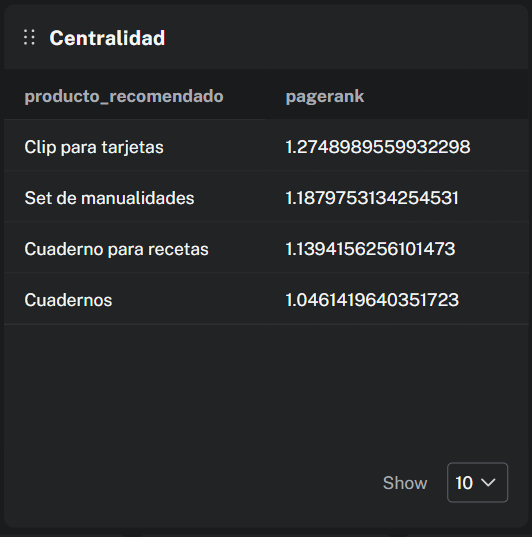 Centralidad
producto_recomendado pagerank
Clip para tarjetas 1.2748989559932298
Set de manualidades 1.1879753134254531
Cuaderno para recetas 1.1394156256101473
Cuadernos 1.0461419640351723
Show 10